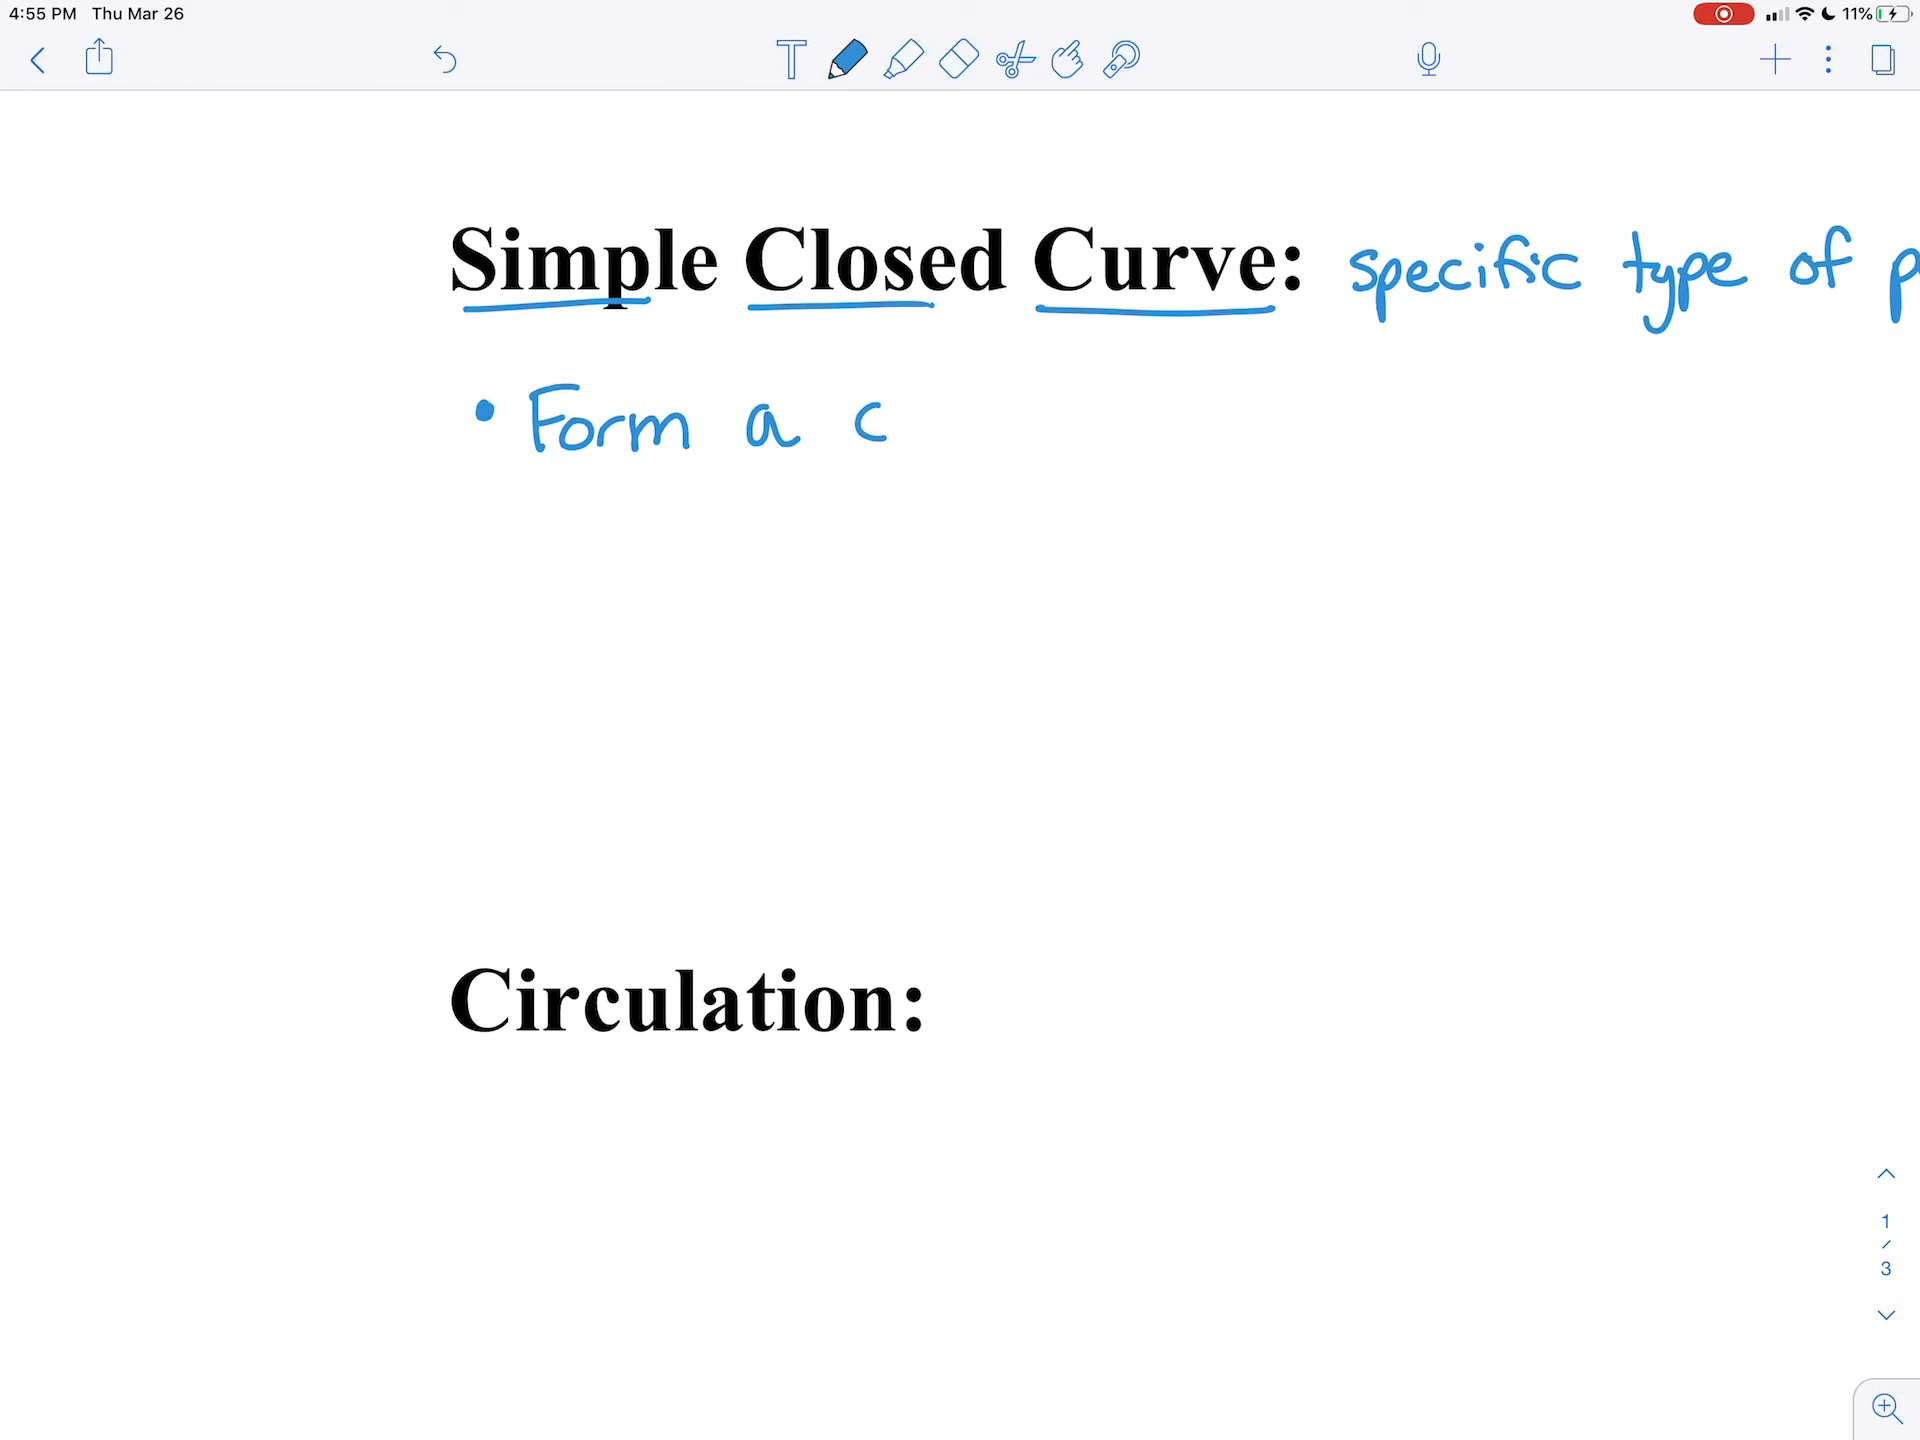 4:55 PM Thu Mar 26 11%
Simple Closed Curve: specific type of p
• Form a c
Circulation:
1
/
3